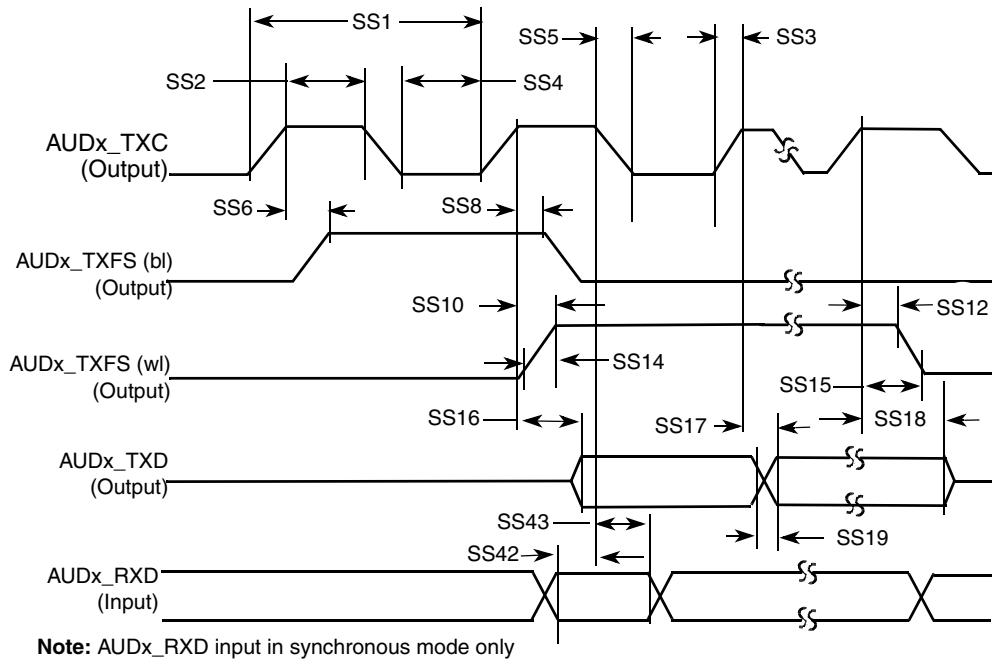 SS1
SS5
SS3
SS2
SS4
AUDx_TXC
(Output)
SS6
SS8
AUDx_TXFS (bl)
(Output)
SS10
SS12
AUDx_TXFS (wl)
(Output)
SS14
SS15
SS16
SS17
SS18
AUDx_TXD
(Output)
SS43
SS19
SS42
AUDx_RXD
(Input)
Note: AUDx_RXD input in synchronous mode only